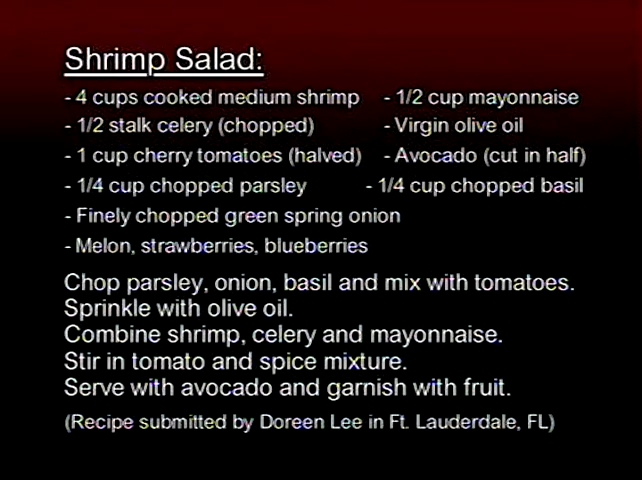 Shrimp Salad:
- 4 cups cooked medium shrimp - 1/2 cup mayonnaise
- 1/2 stalk celery (chopped) - Virgin olive oil
- 1 cup cherry tomatoes (halved) - Avocado (cut in half)
- 1/4 cup chopped parsley - 1/4 cup chopped basil
- Finely chopped green spring onion
- Melon, strawberries, blueberries
Chop parsley, onion, basil and mix with tomatoes.
Sprinkle with olive oil.
Combine shrimp, celery and mayonnaise.
Stir in tomato and spice mixture.
Serve with avocado and garnish with fruit.
(Recipe submitted by Doreen Lee in Ft. Lauderdale, FL)